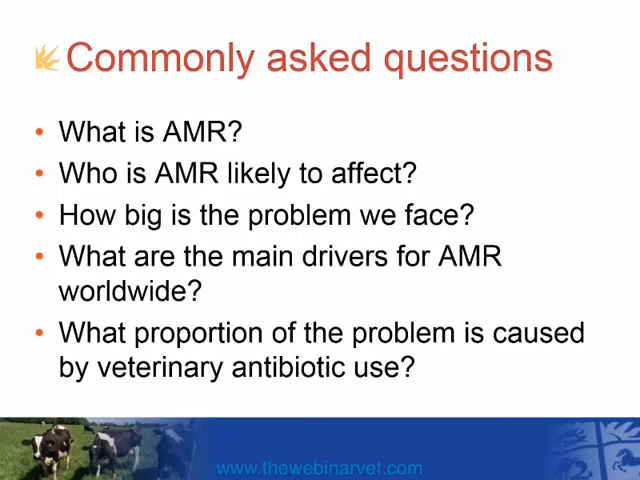 Commonly asked questions
• What is AMR?
• Who is AMR likely to affect?
• How big is the problem we face?
• What are the main drivers for AMR
worldwide?
• What proportion of the problem is caused
by veterinary antibiotic use?
www.thewebinarvet.com